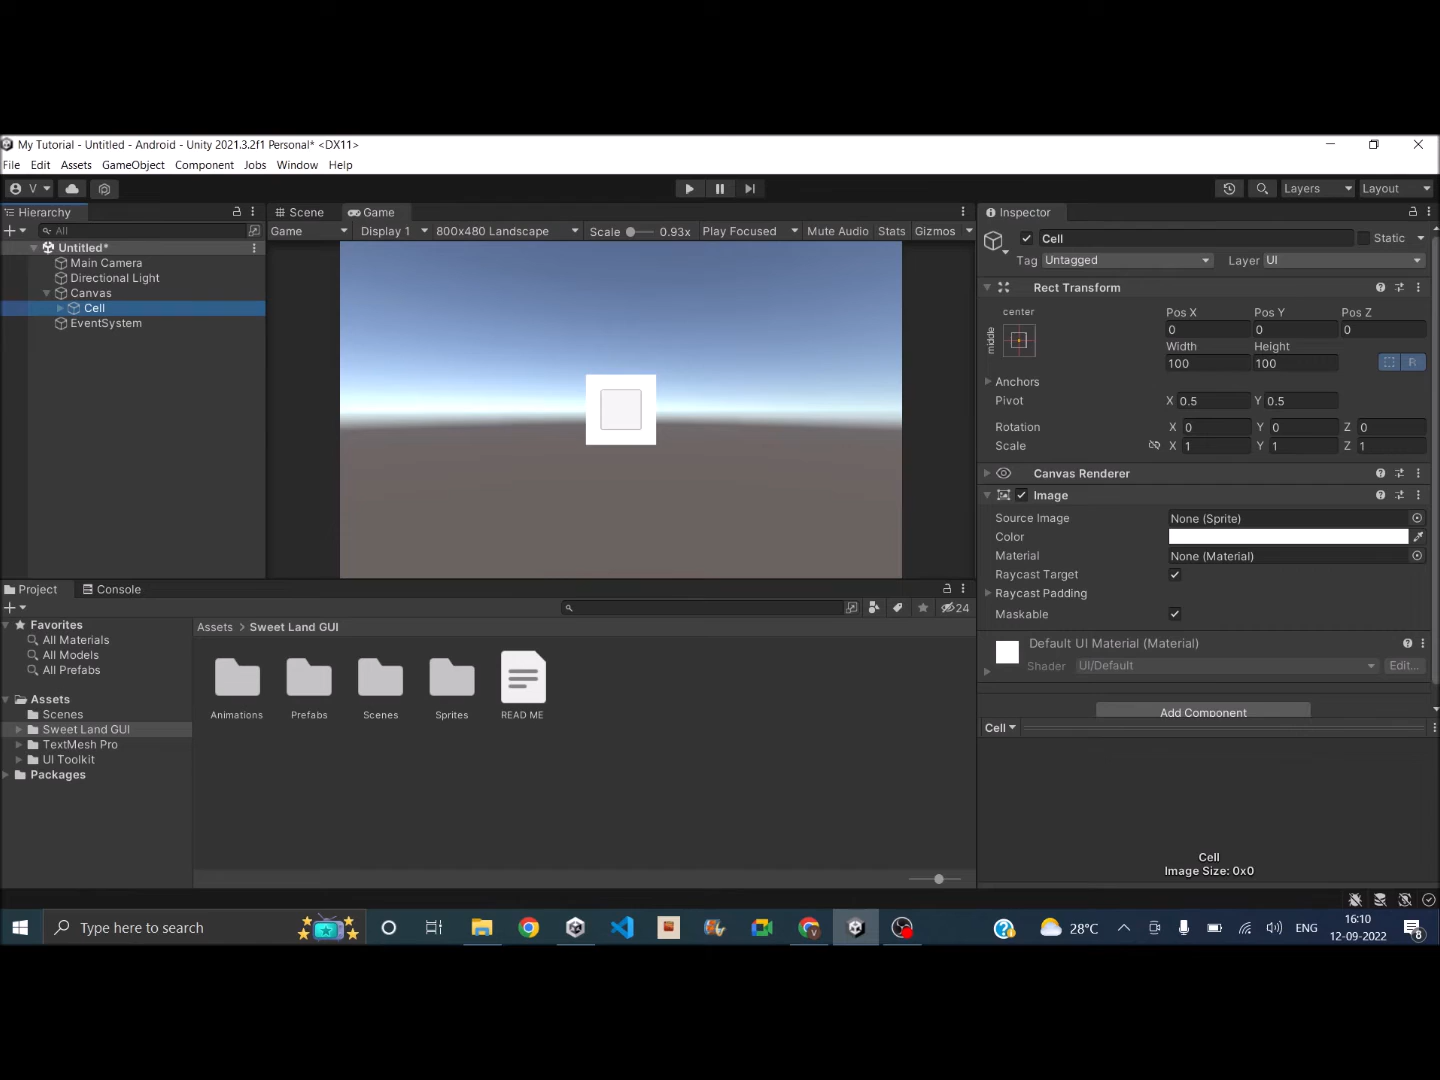 My Tutorial - Untitled - Android - Unity 2021.3.2f1 Personal* <DX11>
File Edit Assets GameObject Component Jobs Window Help
V Layers Layout
Hierarchy
All
Untitled*
Main Camera
Directional Light
Canvas
Cell
EventSystem
Scene Game
Game Display 1 800x480 Landscape Scale 0.93x Play Focused Mute Audio Stats Gizmos
Inspector
Cell Static
Tag Untagged Layer UI
Rect Transform
center
middle
Pos X Pos Y Pos Z
0 0 0
Width Height
100 100 R
Anchors
Pivot X 0.5 Y 0.5
Rotation X 0 Y 0 Z 0
Scale X 1 Y 1 Z 1
Canvas Renderer
Image
Source Image None (Sprite)
Color
Material None (Material)
Raycast Target
Raycast Padding
Maskable
Default UI Material (Material)
Shader UI/Default Edit...
Add Component
Cell
Cell
Image Size: 0x0
Project Console
24
Favorites
All Materials
All Models
All Prefabs
Assets
Scenes
Sweet Land GUI
TextMesh Pro
UI Toolkit
Packages
Assets > Sweet Land GUI
Animations Prefabs Scenes Sprites READ ME
Type here to search
V
28°C ENG
16:10
12-09-2022
8